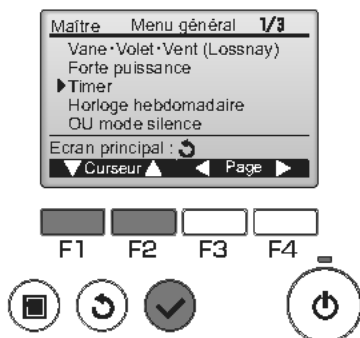 Maître Menu général 1/3
Vane·Volet·Vent (Lossnay)
Forte puissance
▶Timer
Horloge hebdomadaire
OU mode silence
Ecran principal :
▼Curseur▲ ◀ Page ▶
F1 F2 F3 F4